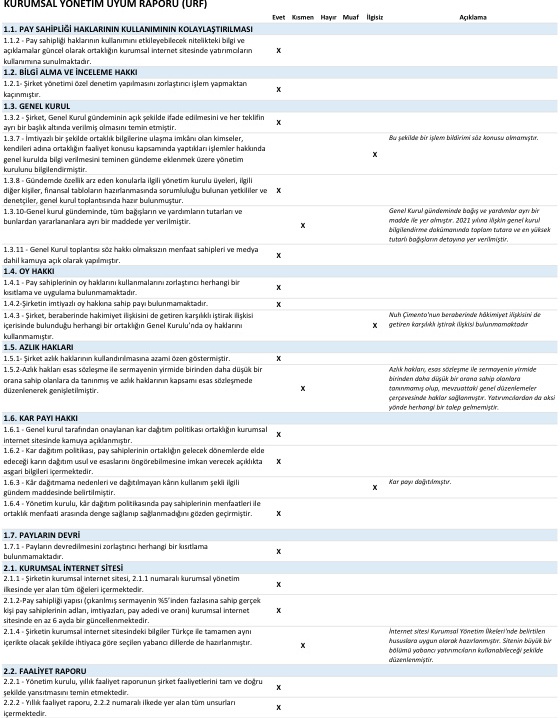 KURUMSAL YÖNETİM UYUM RAPORU (URF)
Evet Kısmen Hayır Muaf İlgisiz Açıklama
1.1. PAY SAHİPLİĞİ HAKLARININ KULLANIMININ KOLAYLAŞTIRILMASI
1.1.2 - Pay sahipliği haklarının kullanımını etkileyebilecek nitelikteki bilgi ve
açıklamalar güncel olarak ortaklığın kurumsal internet sitesinde yatırımcıların X
kullanımına sunulmaktadır.
1.2. BİLGİ ALMA VE İNCELEME HAKKI
1.2.1- Şirket yönetimi özel denetim yapılmasını zorlaştırıcı işlem yapmaktan X
kaçınmıştır.
1.3. GENEL KURUL
1.3.2 - Şirket, Genel Kurul gündeminin açık şekilde ifade edilmesini ve her teklifin X
ayrı bir başlık altında verilmiş olmasını temin etmiştir.
1.3.7 - İmtiyazlı bir şekilde ortaklık bilgilerine ulaşma imkânı olan kimseler, Bu şekilde bir işlem bildirimi söz konusu olmamıştır.
kendileri adına ortaklığın faaliyet konusu kapsamında yaptıkları işlemler hakkında X
genel kurulda bilgi verilmesini teminen gündeme eklenmek üzere yönetim
kurulunu bilgilendirmiştir.
1.3.8 - Gündemde özellik arz eden konularla ilgili yönetim kurulu üyeleri, ilgili
diğer kişiler, finansal tabloların hazırlanmasında sorumluluğu bulunan yetkililer ve X
denetçiler, genel kurul toplantısında hazır bulunmuştur.
1.3.10-Genel kurul gündeminde, tüm bağışların ve yardımların tutarları ve Genel Kurul gündeminde bağış ve yardımlar ayrı bir
bunlardan yararlananlara ayrı bir maddede yer verilmiştir. X madde ile yer almıştır. 2021 yılına ilişkin genel kurul
bilgilendirme dokümanında toplam tutara ve en yüksek
tutarlı bağışların detayına yer verilmiştir.
1.3.11 - Genel Kurul toplantısı söz hakkı olmaksızın menfaat sahipleri ve medya X
dahil kamuya açık olarak yapılmıştır.
1.4. OY HAKKI
1.4.1 - Pay sahiplerinin oy haklarını kullanmalarını zorlaştırıcı herhangi bir X
kısıtlama ve uygulama bulunmamaktadır.
1.4.2-Şirketin imtiyazlı oy hakkına sahip payı bulunmamaktadır. X
1.4.3 - Şirket, beraberinde hâkimiyet ilişkisini de getiren karşılıklı iştirak ilişkisi Nuh Çimento'nun beraberinde hâkimiyet ilişkisini de
içerisinde bulunduğu herhangi bir ortaklığın Genel Kurulu'nda oy haklarını X getiren karşılıklı iştirak ilişkisi bulunmamaktadır
kullanmamıştır.
1.5. AZLIK HAKLARI
1.5.1- Şirket azlık haklarının kullandırılmasına azami özen göstermiştir. X
1.5.2-Azlık hakları esas sözleşme ile sermayenin yirmide birinden daha düşük bir Azlık hakları, esas sözleşme ile sermayenin yirmide
orana sahip olanlara da tanınmış ve azlık haklarının kapsamı esas sözleşmede birinden daha düşük bir orana sahip olanlara
düzenlenerek genişletilmiştir. X tanınmamış olup, mevzuattaki genel düzenlemeler
çerçevesinde haklar sağlanmıştır. Yatırımcılardan da aksi
yönde herhangi bir talep gelmemiştir.
1.6. KAR PAYI HAKKI
1.6.1 - Genel kurul tarafından onaylanan kar dağıtım politikası ortaklığın kurumsal X
internet sitesinde kamuya açıklanmıştır.
1.6.2 - Kar dağıtım politikası, pay sahiplerinin ortaklığın gelecek dönemlerde elde
edeceği karın dağıtım usul ve esaslarını öngörebilmesine imkan verecek açıklıkta X
asgari bilgileri içermektedir.
1.6.3 - Kâr dağıtmama nedenleri ve dağıtılmayan kârın kullanım şekli ilgili X Kar payı dağıtılmıştır.
gündem maddesinde belirtilmiştir.
1.6.4 - Yönetim kurulu, kâr dağıtım politikasında pay sahiplerinin menfaatleri ile
ortaklık menfaati arasında denge sağlanıp sağlanmadığını gözden geçirmiştir. X
1.7. PAYLARIN DEVRİ
1.7.1 - Payların devredilmesini zorlaştırıcı herhangi bir kısıtlama X
bulunmamaktadır.
2.1. KURUMSAL İNTERNET SİTESİ
2.1.1 - Şirketin kurumsal internet sitesi, 2.1.1 numaralı kurumsal yönetim X
ilkesinde yer alan tüm öğeleri içermektedir.
2.1.2-Pay sahipliği yapısı (çıkarılmış sermayenin %5'inden fazlasına sahip gerçek
kişi pay sahiplerinin adları, imtiyazları, pay adedi ve oranı) kurumsal internet X
sitesinde en az 6 ayda bir güncellenmektedir.
2.1.4 - Şirketin kurumsal internet sitesindeki bilgiler Türkçe ile tamamen aynı İnternet sitesi Kurumsal Yönetim İlkeleri'nde belirtilen
içerikte olacak şekilde ihtiyaca göre seçilen yabancı dillerde de hazırlanmıştır. X hususlara uygun olarak hazırlanmıştır. Sitenin büyük bir
bölümü yabancı yatırımcıların kullanabileceği şekilde
düzenlenmiştir.
2.2. FAALİYET RAPORU
2.2.1 - Yönetim kurulu, yıllık faaliyet raporunun şirket faaliyetlerini tam ve doğru X
şekilde yansıtmasını temin etmektedir.
2.2.2 - Yıllık faaliyet raporu, 2.2.2 numaralı ilkede yer alan tüm unsurları X
içermektedir.